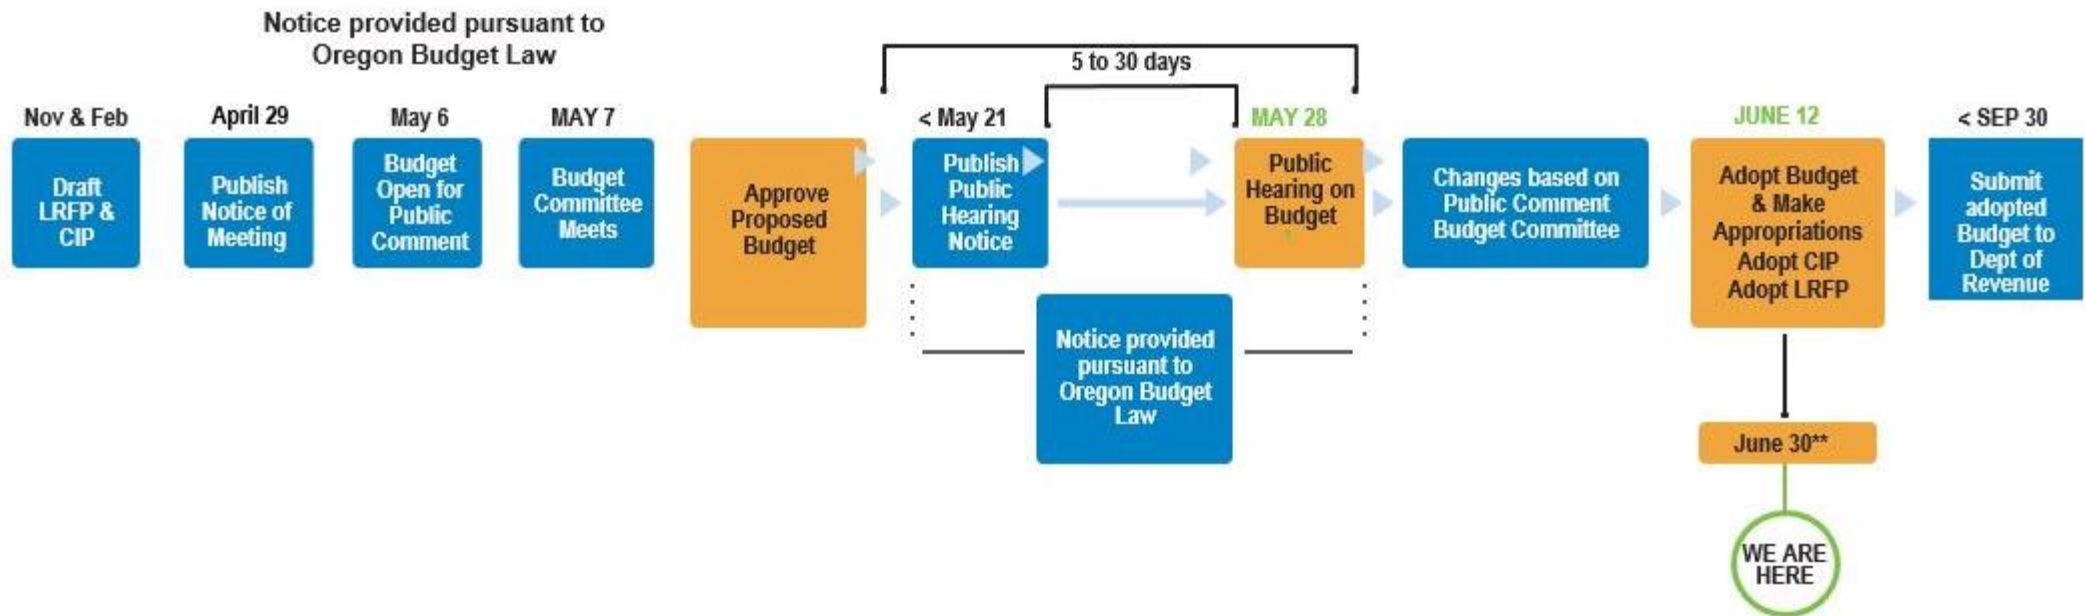 Notice provided pursuant to
Oregon Budget Law
5 to 30 days
Nov & Feb
Draft
LRFP &
CIP
April 29
Publish
Notice of
Meeting
May 6
Budget
Open for
Public
Comment
MAY 7
Budget
Committee
Meets
Approve
Proposed
Budget
< May 21
Publish
Public
Hearing
Notice
MAY 28
Public
Hearing on
Budget
Notice provided
pursuant to
Oregon Budget
Law
Changes based on
Public Comment
Budget Committee
JUNE 12
Adopt Budget
& Make
Appropriations
Adopt CIP
Adopt LRFP
June 30**
WE ARE
HERE
< SEP 30
Submit
adopted
Budget to
Dept of
Revenue